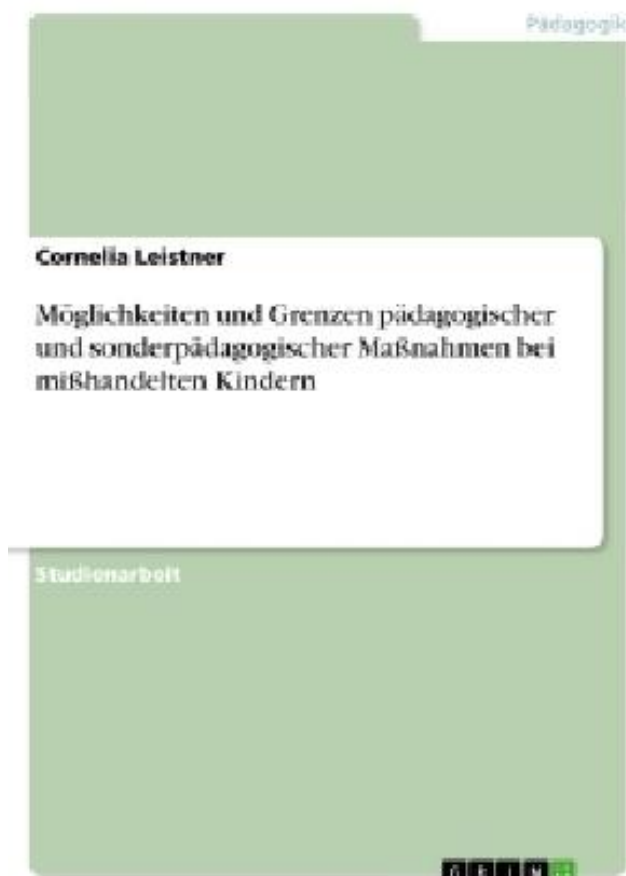 Pädagogik
Cornelia Leistner
Möglichkeiten und Grenzen pädagogischer
und sonderpädagogischer Maßnahmen bei
mißhandelten Kindern
Studienarbeit
GRIN